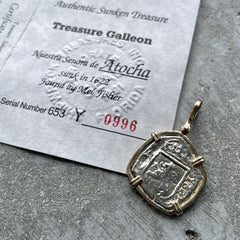 Authentic Sunken Treasure
Treasure Galleon
Nuestra Senora de Atocha
sunk in 1622
Found by Mel Fisher
Serial Number 653 Y 0996